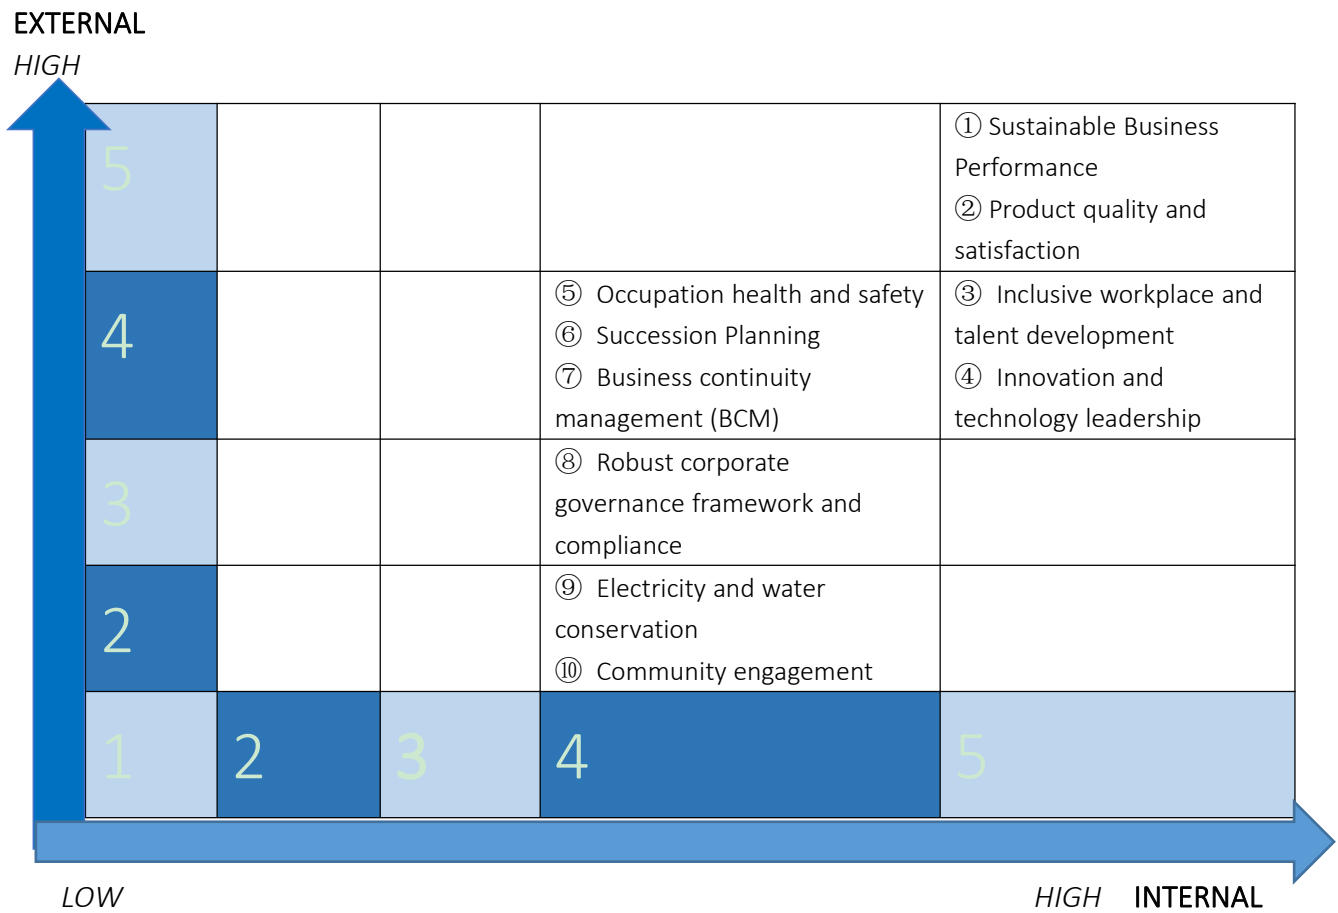 EXTERNAL
HIGH
5
① Sustainable Business
Performance
② Product quality and
satisfaction
4
⑤ Occupation health and safety
⑥ Succession Planning
⑦ Business continuity
management (BCM)
③ Inclusive workplace and
talent development
④ Innovation and
technology leadership
3
⑧ Robust corporate
governance framework and
compliance
2
⑨ Electricity and water
conservation
⑩ Community engagement
1 2 3 4 5
LOW HIGH INTERNAL